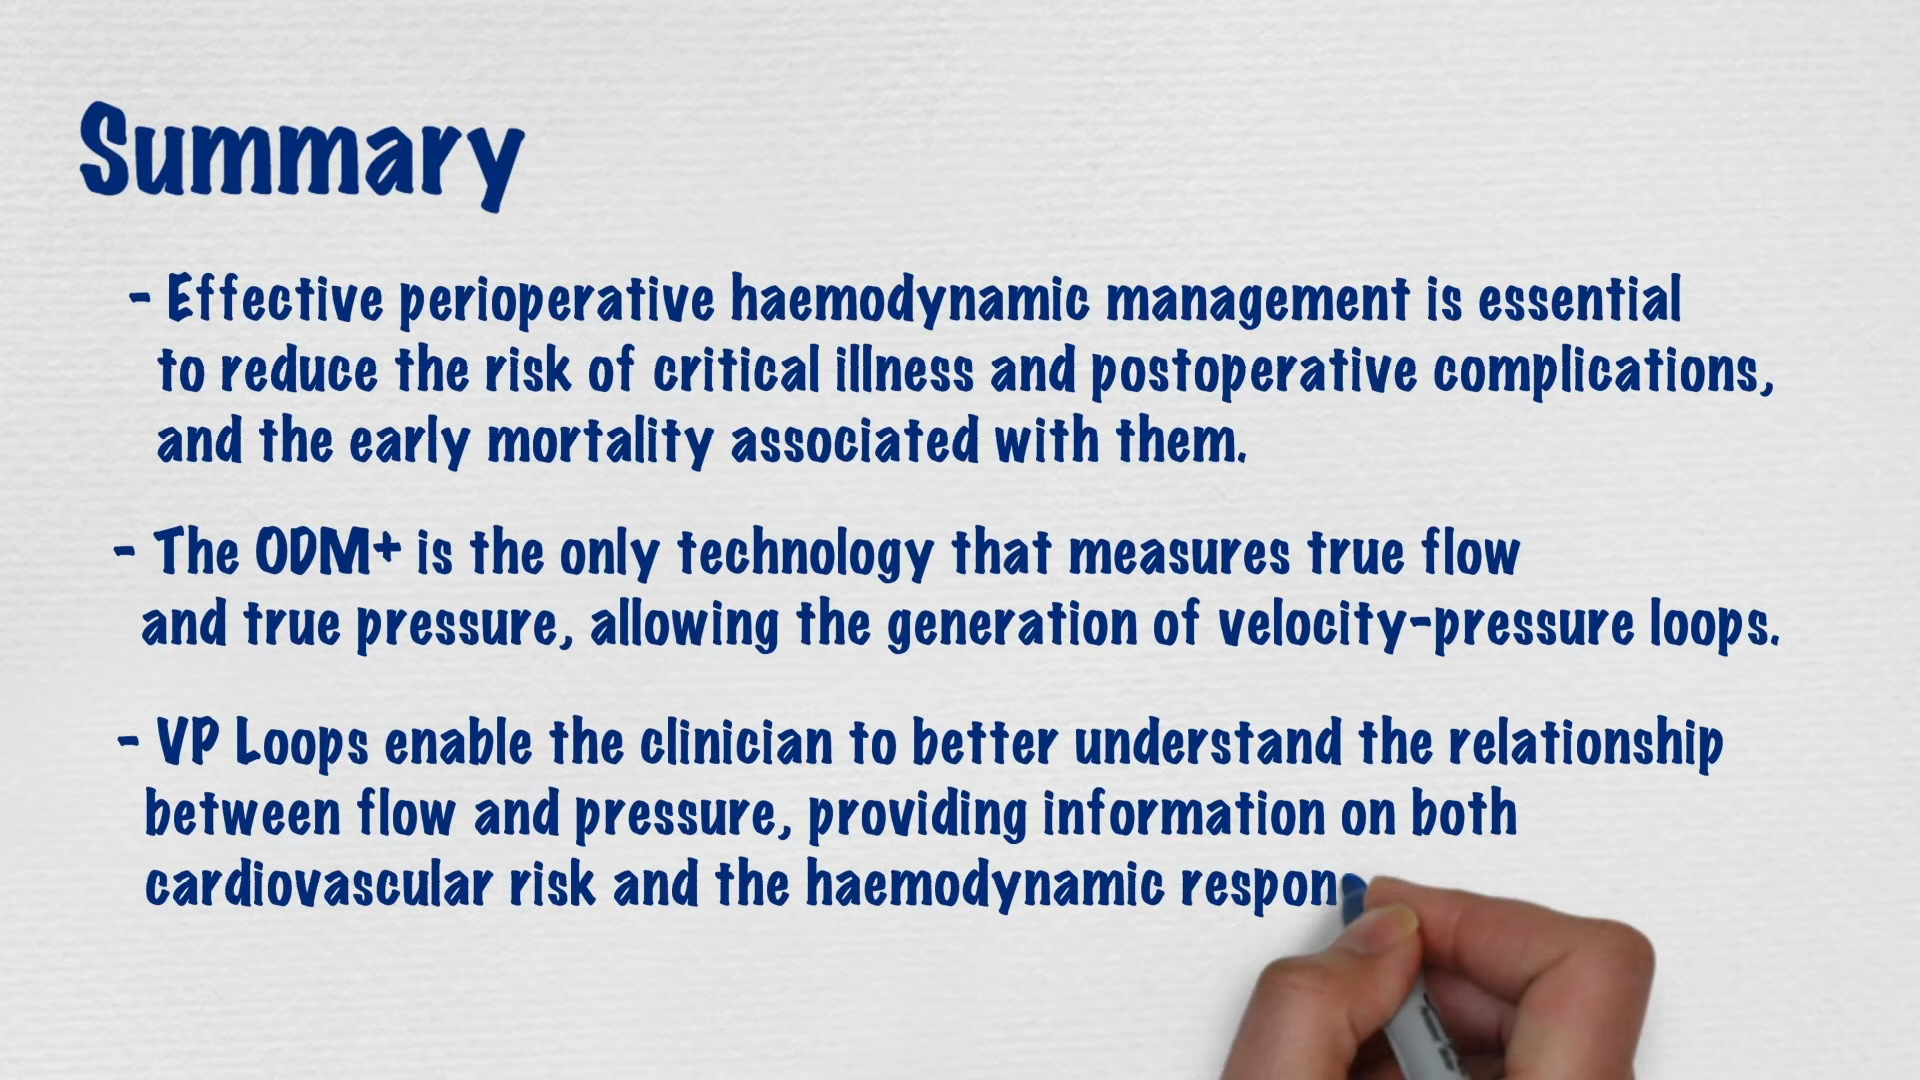 Summary
- Effective perioperative haemodynamic management is essential
to reduce the risk of critical illness and postoperative complications,
and the early mortality associated with them.
- The ODM+ is the only technology that measures true flow
and true pressure, allowing the generation of velocity-pressure loops.
- VP Loops enable the clinician to better understand the relationship
between flow and pressure, providing information on both
cardiovascular risk and the haemodynamic respon